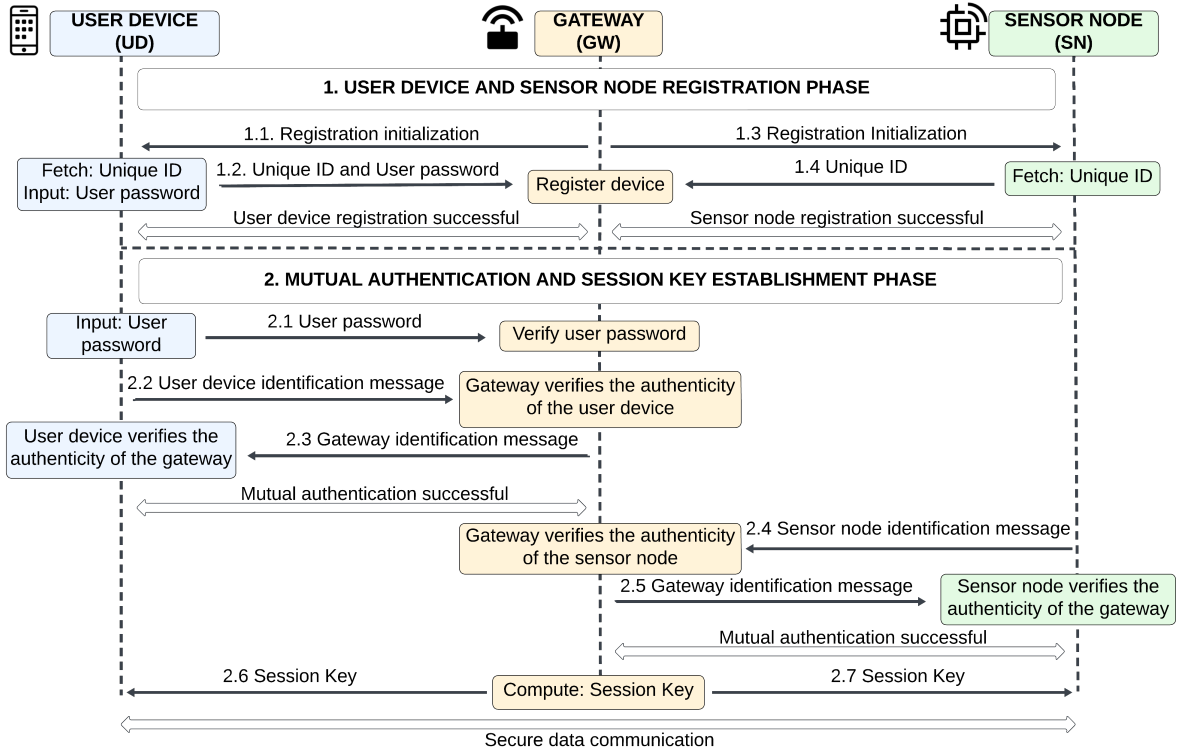 USER DEVICE
(UD)
GATEWAY
(GW)
SENSOR NODE
(SN)
1. USER DEVICE AND SENSOR NODE REGISTRATION PHASE
1.1. Registration initialization
1.3 Registration Initialization
Fetch: Unique ID
Input: User password
1.2. Unique ID and User password
Register device
1.4 Unique ID
Fetch: Unique ID
User device registration successful
Sensor node registration successful
2. MUTUAL AUTHENTICATION AND SESSION KEY ESTABLISHMENT PHASE
Input: User
password
2.1 User password
Verify user password
2.2 User device identification message
Gateway verifies the authenticity
of the user device
User device verifies the
authenticity of the gateway
2.3 Gateway identification message
Mutual authentication successful
Gateway verifies the authenticity
of the sensor node
2.4 Sensor node identification message
2.5 Gateway identification message
Sensor node verifies the
authenticity of the gateway
Mutual authentication successful
2.6 Session Key
Compute: Session Key
2.7 Session Key
Secure data communication